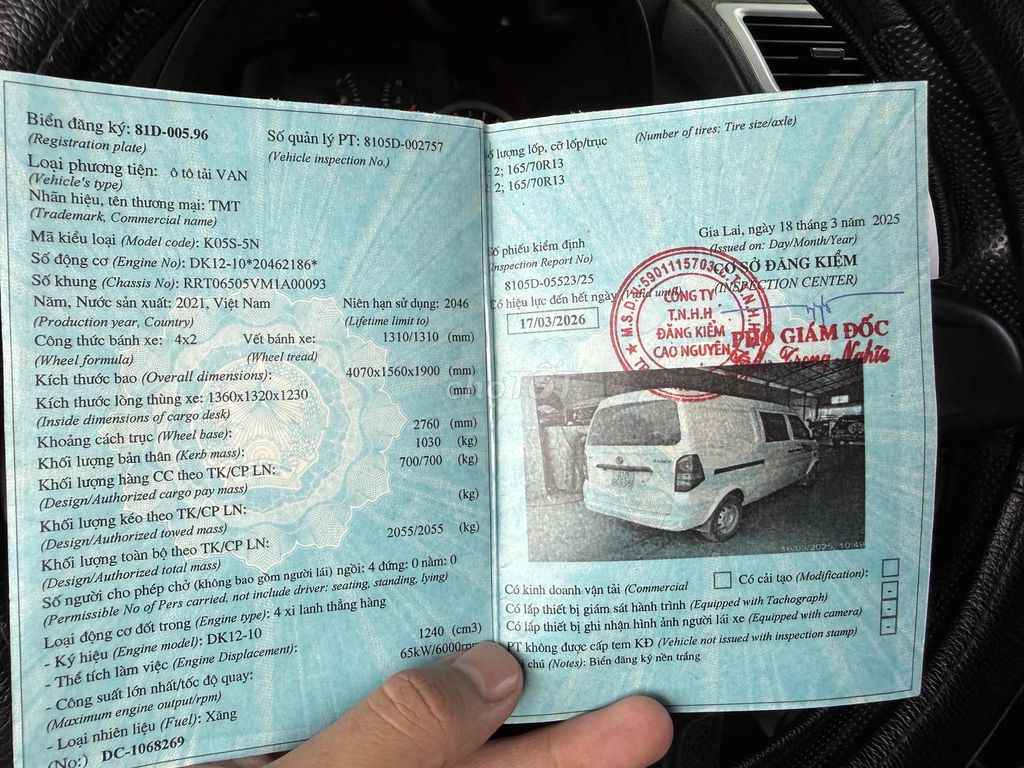 Biển đăng ký: 81D-005.96
(Registration plate)
Số quản lý PT: 8105D-002757
(Vehicle inspection No.)
Loại phương tiện: ô tô tải VAN
(Vehicle's type)
Nhãn hiệu, tên thương mại: TMT
(Trademark, Commercial name)
Mã kiểu loại (Model code): K05S-5N
Số động cơ (Engine No): DK12-10*20462186*
Số khung (Chassis No): RRT06505VM1A00093
Năm, Nước sản xuất: 2021, Việt Nam
Niên hạn sử dụng: 2046
(Production year, Country)
(Lifetime limit to)
Công thức bánh xe: 4x2
Vết bánh xe: 1310/1310 (mm)
(Wheel formula)
(Wheel tread)
Kích thước bao (Overall dimensions): 4070x1560x1900 (mm)
Kích thước lòng thùng xe: 1360x1320x1230 (mm)
(Inside dimensions of cargo desk)
Khoảng cách trục (Wheel base): 2760 (mm)
Khối lượng bản thân (Kerb mass): 1030 (kg)
Khối lượng hàng CC theo TK/CP LN: 700/700 (kg)
(Design/Authorized cargo pay mass)
Khối lượng kéo theo TK/CP LN: (kg)
(Design/Authorized towed mass)
Khối lượng toàn bộ theo TK/CP LN: 2055/2055 (kg)
(Design/Authorized total mass)
Số người cho phép chở (không bao gồm người lái) ngồi: 4 đứng: 0 nằm: 0
(Permissible No of Pers carried, not include driver: seating, standing, lying)
Loại động cơ đốt trong (Engine type): 4 xi lanh thẳng hàng
- Ký hiệu (Engine model): DK12-10
- Thể tích làm việc (Engine Displacement): 1240 (cm3)
- Công suất lớn nhất/tốc độ quay: 65kW/6000rpm
(Maximum engine output/rpm)
- Loại nhiên liệu (Fuel): Xăng
(No:) DC-1068269
số lượng lốp, cỡ lốp/trục
(Number of tires; Tire size/axle)
: 2; 165/70R13
: 2; 165/70R13
Gia Lai, ngày 18 tháng 3 năm 2025
(Issued on: Day/Month/Year)
Số phiếu kiểm định
(Inspection Report No)
CƠ SỞ ĐĂNG KIỂM
(INSPECTION CENTER)
8105D-05523/25
Có hiệu lực đến hết ngày (Valid until)
17/03/2026
M.S.D.N:5901115703
C.T.T.N.H.H
CÔNG TY
T.N.H.H
ĐĂNG KIỂM
CAO NGUYÊN
PHÓ GIÁM ĐỐC
Trọng Nghĩa
18/03/2025, 10:49
Có kinh doanh vận tải (Commercial
Có cải tạo (Modification):
Có lắp thiết bị giám sát hành trình (Equipped with Tachograph)
-
Có lắp thiết bị ghi nhận hình ảnh người lái xe (Equipped with camera)
-
PT không được cấp tem KĐ (Vehicle not issued with inspection stamp)
-
chú (Notes): Biển đăng ký nền trắng